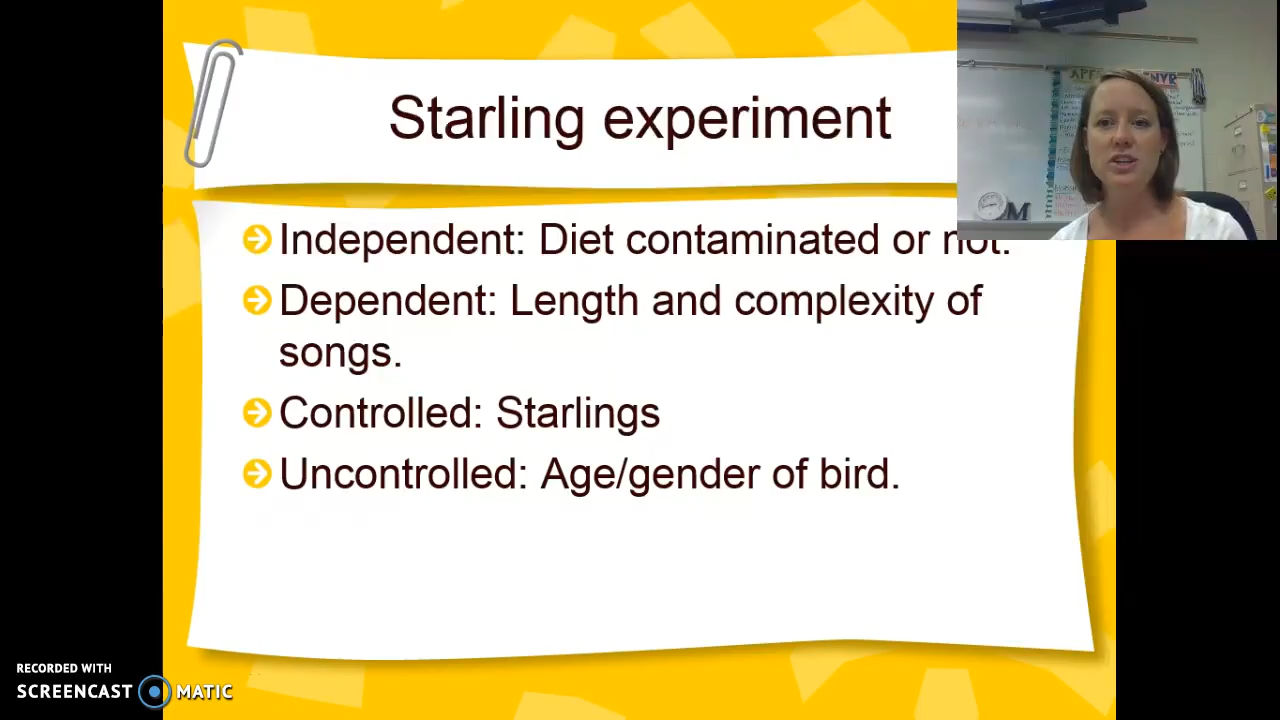 Starling experiment
Independent: Diet contaminated or not.
Dependent: Length and complexity of
songs.
Controlled: Starlings
Uncontrolled: Age/gender of bird.
M
RECORDED WITH
SCREENCAST MATIC